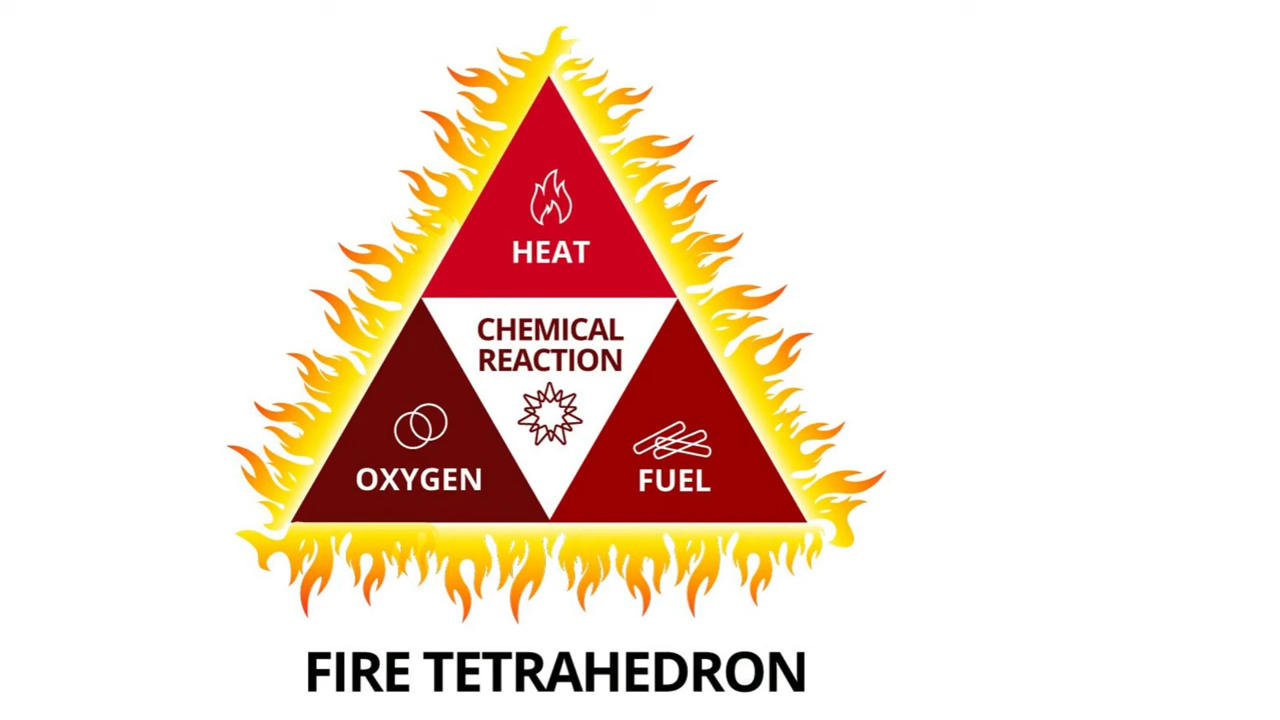 HEAT
CHEMICAL
REACTION
OXYGEN
FUEL
FIRE TETRAHEDRON